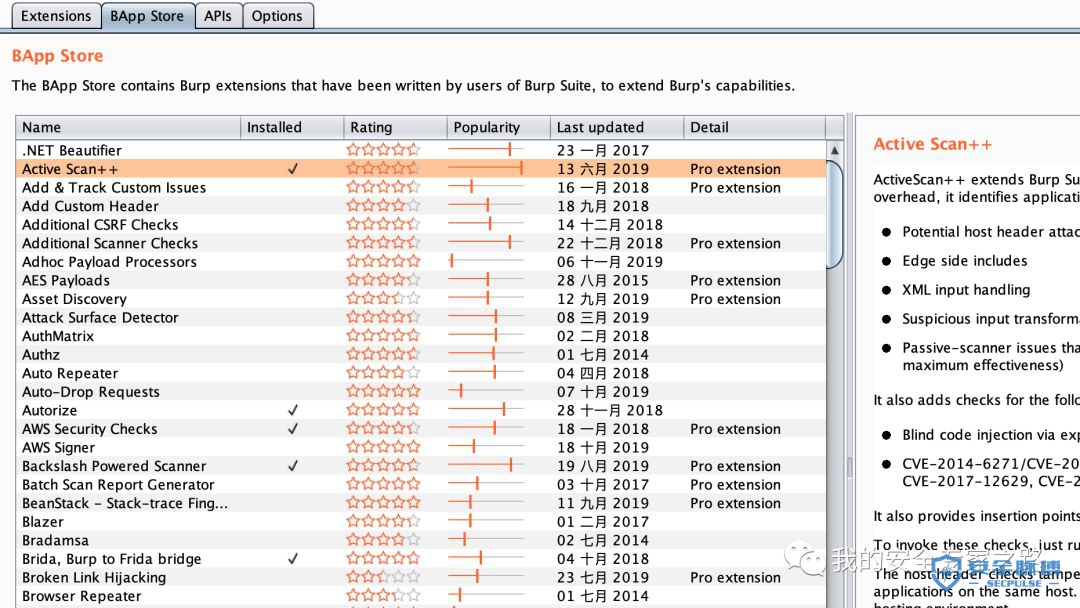 Extensions BApp Store APIs Options
BApp Store
The BApp Store contains Burp extensions that have been written by users of Burp Suite, to extend Burp's capabilities.
Name Installed Rating Popularity Last updated Detail
.NET Beautifier 23 一月 2017
Active Scan++ ✓ 13 六月 2019 Pro extension
Add & Track Custom Issues 16 一月 2018 Pro extension
Add Custom Header 18 九月 2018
Additional CSRF Checks 14 十二月 2018
Additional Scanner Checks 22 十二月 2018 Pro extension
Adhoc Payload Processors 06 十一月 2019
AES Payloads 28 八月 2015 Pro extension
Asset Discovery 12 九月 2019 Pro extension
Attack Surface Detector 08 三月 2019
AuthMatrix 02 二月 2018
Authz 01 七月 2014
Auto Repeater 04 四月 2018
Auto-Drop Requests 07 十月 2019
Autorize ✓ 28 十一月 2018
AWS Security Checks ✓ 18 一月 2018 Pro extension
AWS Signer 18 十月 2019
Backslash Powered Scanner ✓ 19 八月 2019 Pro extension
Batch Scan Report Generator 03 十月 2017 Pro extension
BeanStack - Stack-trace Fing... 11 九月 2019 Pro extension
Blazer 01 二月 2017
Bradamsa 02 七月 2014
Brida, Burp to Frida bridge ✓ 04 十月 2018
Broken Link Hijacking 23 七月 2019 Pro extension
Browser Repeater 01 七月 2014
Active Scan++
ActiveScan++ extends Burp Su
overhead, it identifies applicati
● Potential host header attac
● Edge side includes
● XML input handling
● Suspicious input transforma
● Passive-scanner issues tha
maximum effectiveness)
It also adds checks for the follo
● Blind code injection via exp
● CVE-2014-6271/CVE-20
CVE-2017-12629, CVE-2
It also provides insertion points
To invoke these checks, just ru
The host header checks tampe
applications on the same host.
hosting environment.
我的安全专家之路
安全脉搏
SECPULSE